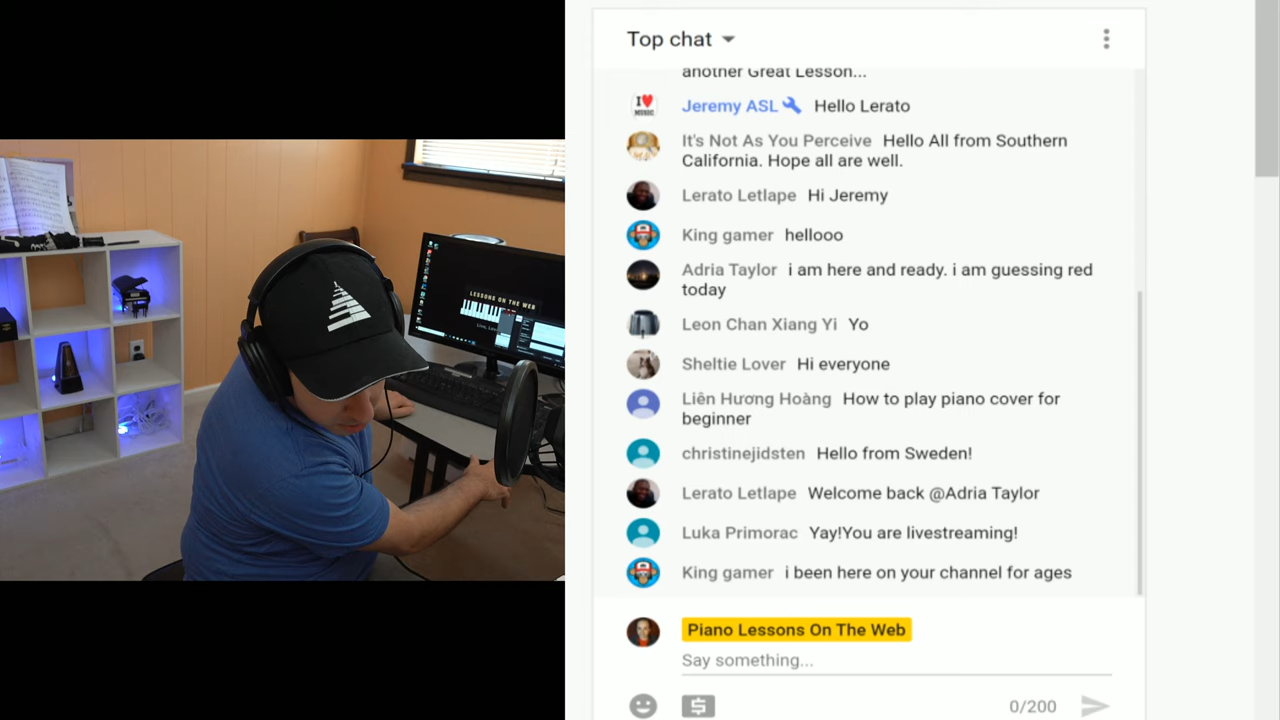 Top chat
another Great Lesson...
I ♥
MUSIC
Jeremy ASL Hello Lerato
It's Not As You Perceive Hello All from Southern
California. Hope all are well.
Lerato Letlape Hi Jeremy
King gamer hellooo
Adria Taylor i am here and ready. i am guessing red
today
Leon Chan Xiang Yi Yo
Sheltie Lover Hi everyone
Liên Hương Hoàng How to play piano cover for
beginner
christinejidsten Hello from Sweden!
Lerato Letlape Welcome back @Adria Taylor
Luka Primorac Yay!You are livestreaming!
King gamer i been here on your channel for ages
Piano Lessons On The Web
Say something...
0/200
LESSONS ON THE WEB